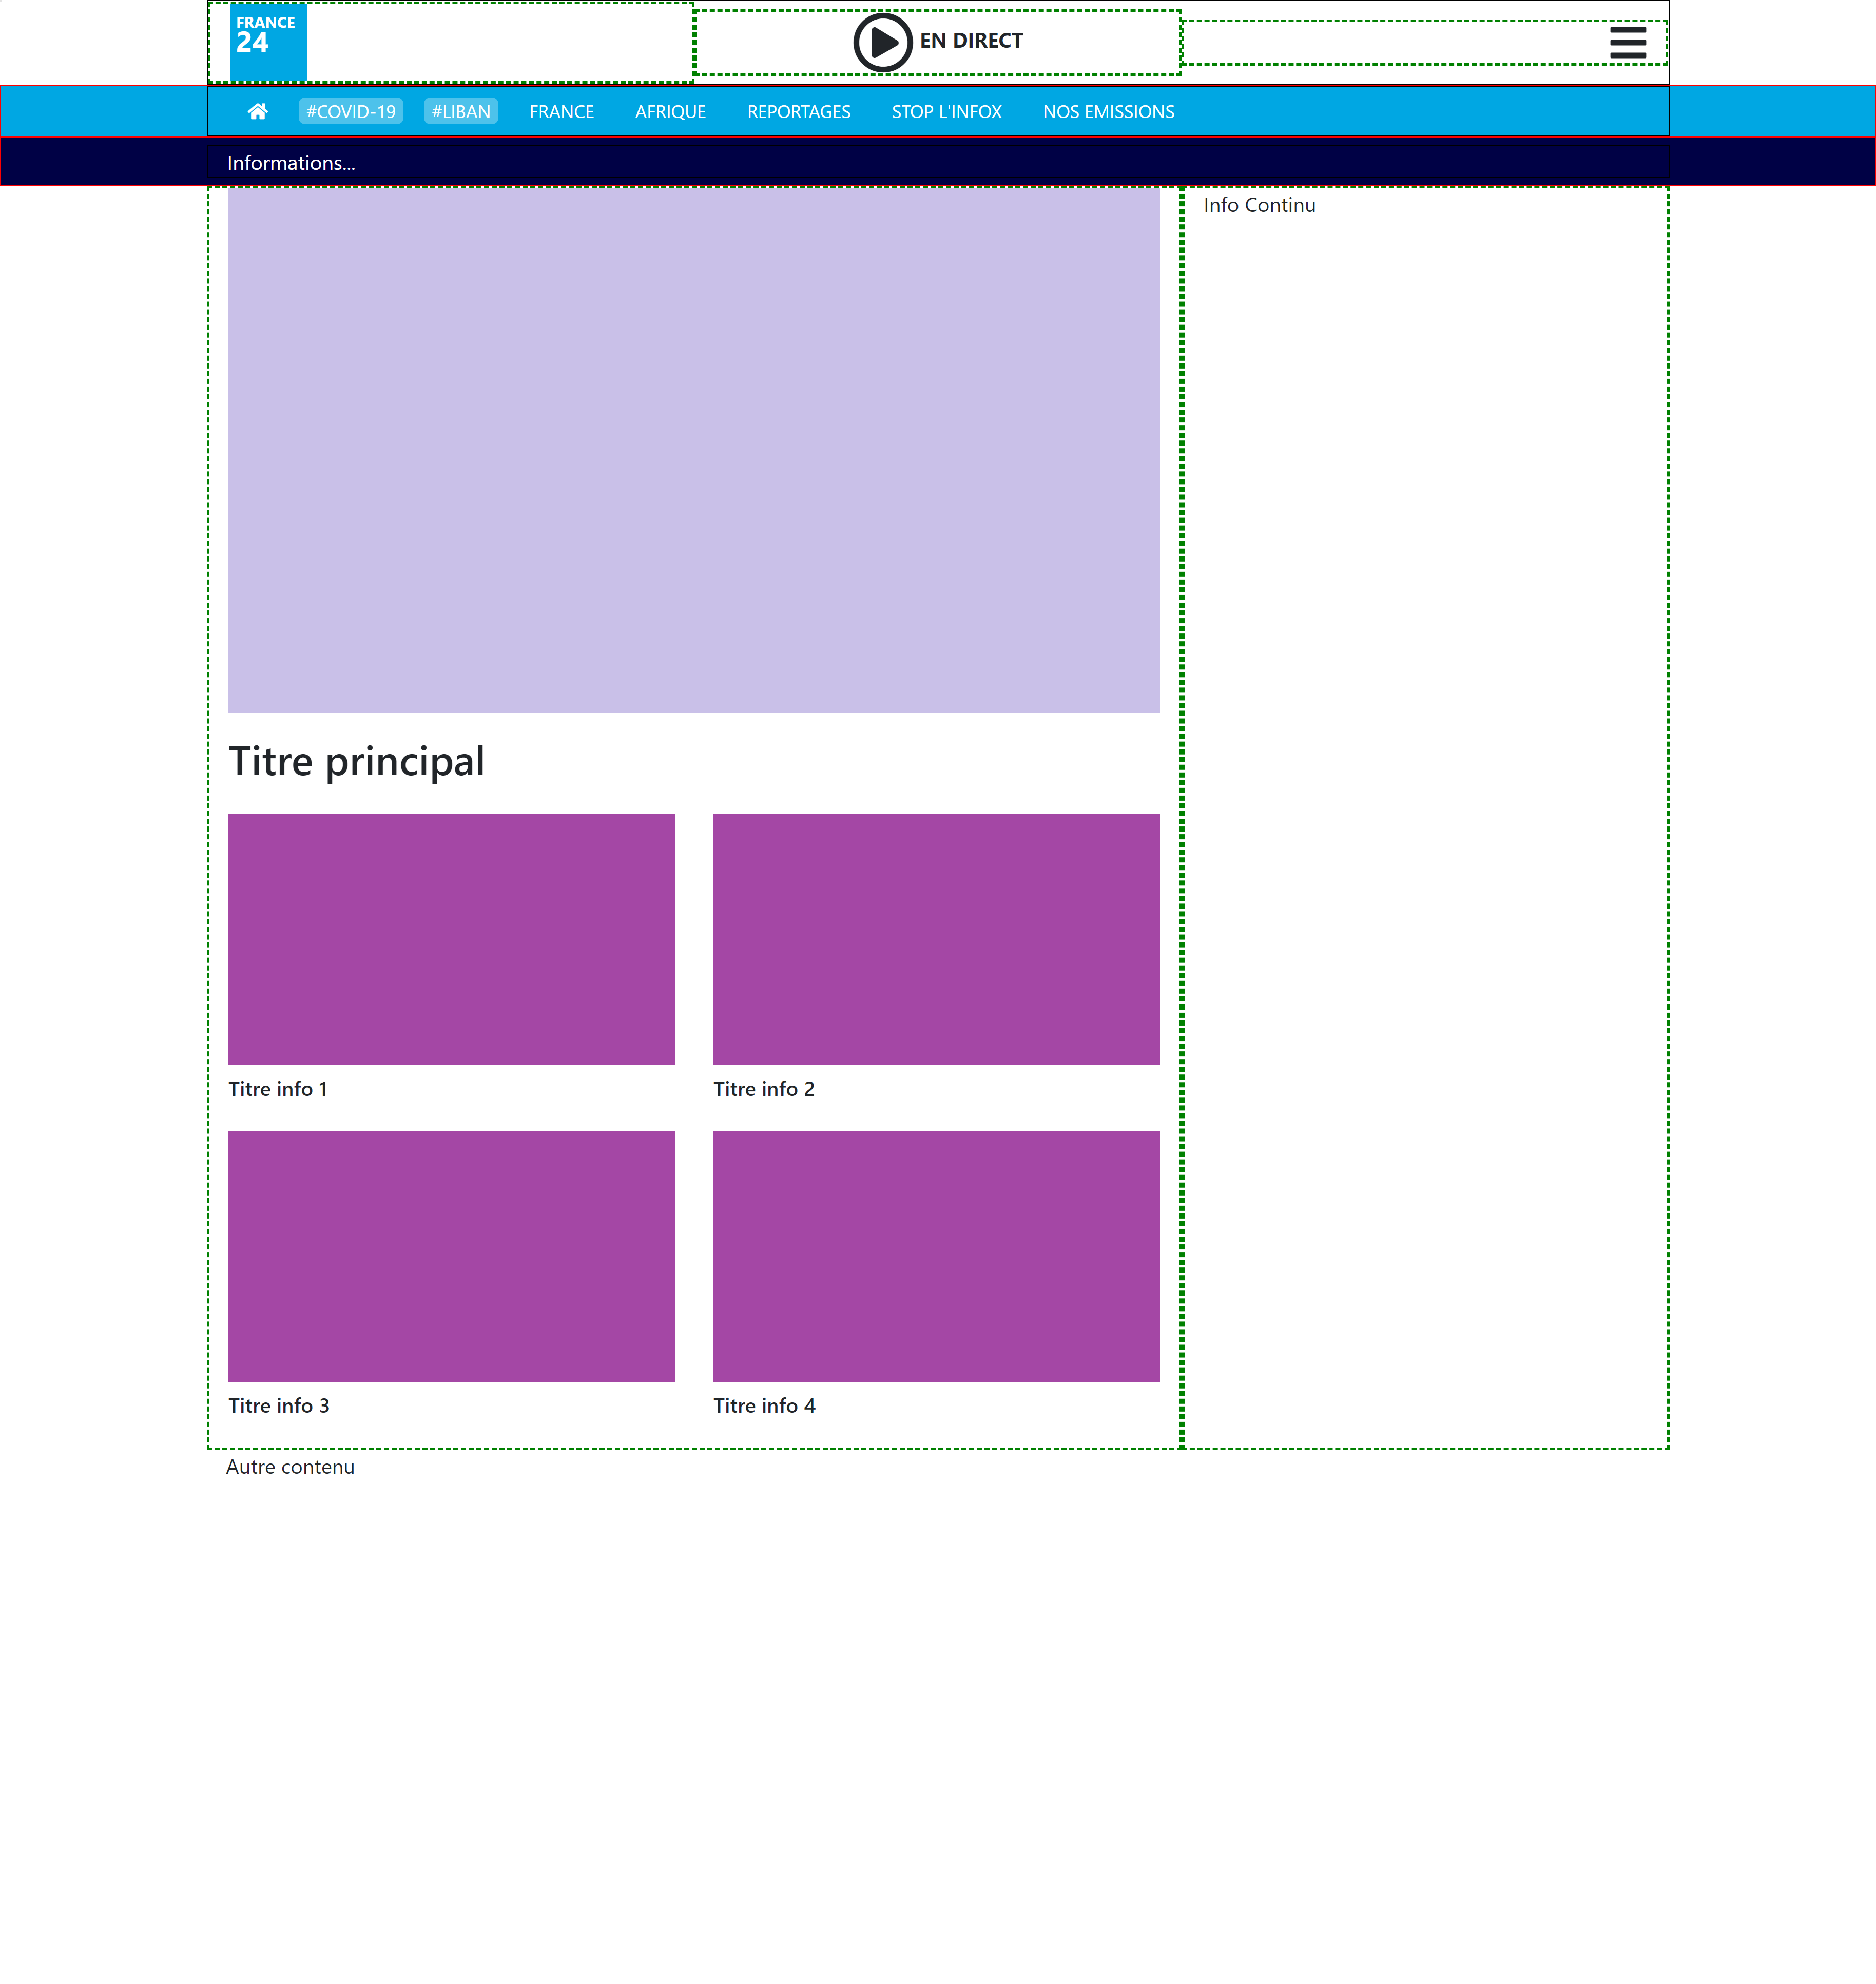 FRANCE
24
EN DIRECT
#COVID-19 #LIBAN FRANCE AFRIQUE REPORTAGES STOP L'INFOX NOS EMISSIONS
Informations...
Info Continu
Titre principal
Titre info 1 Titre info 2
Titre info 3 Titre info 4
Autre contenu